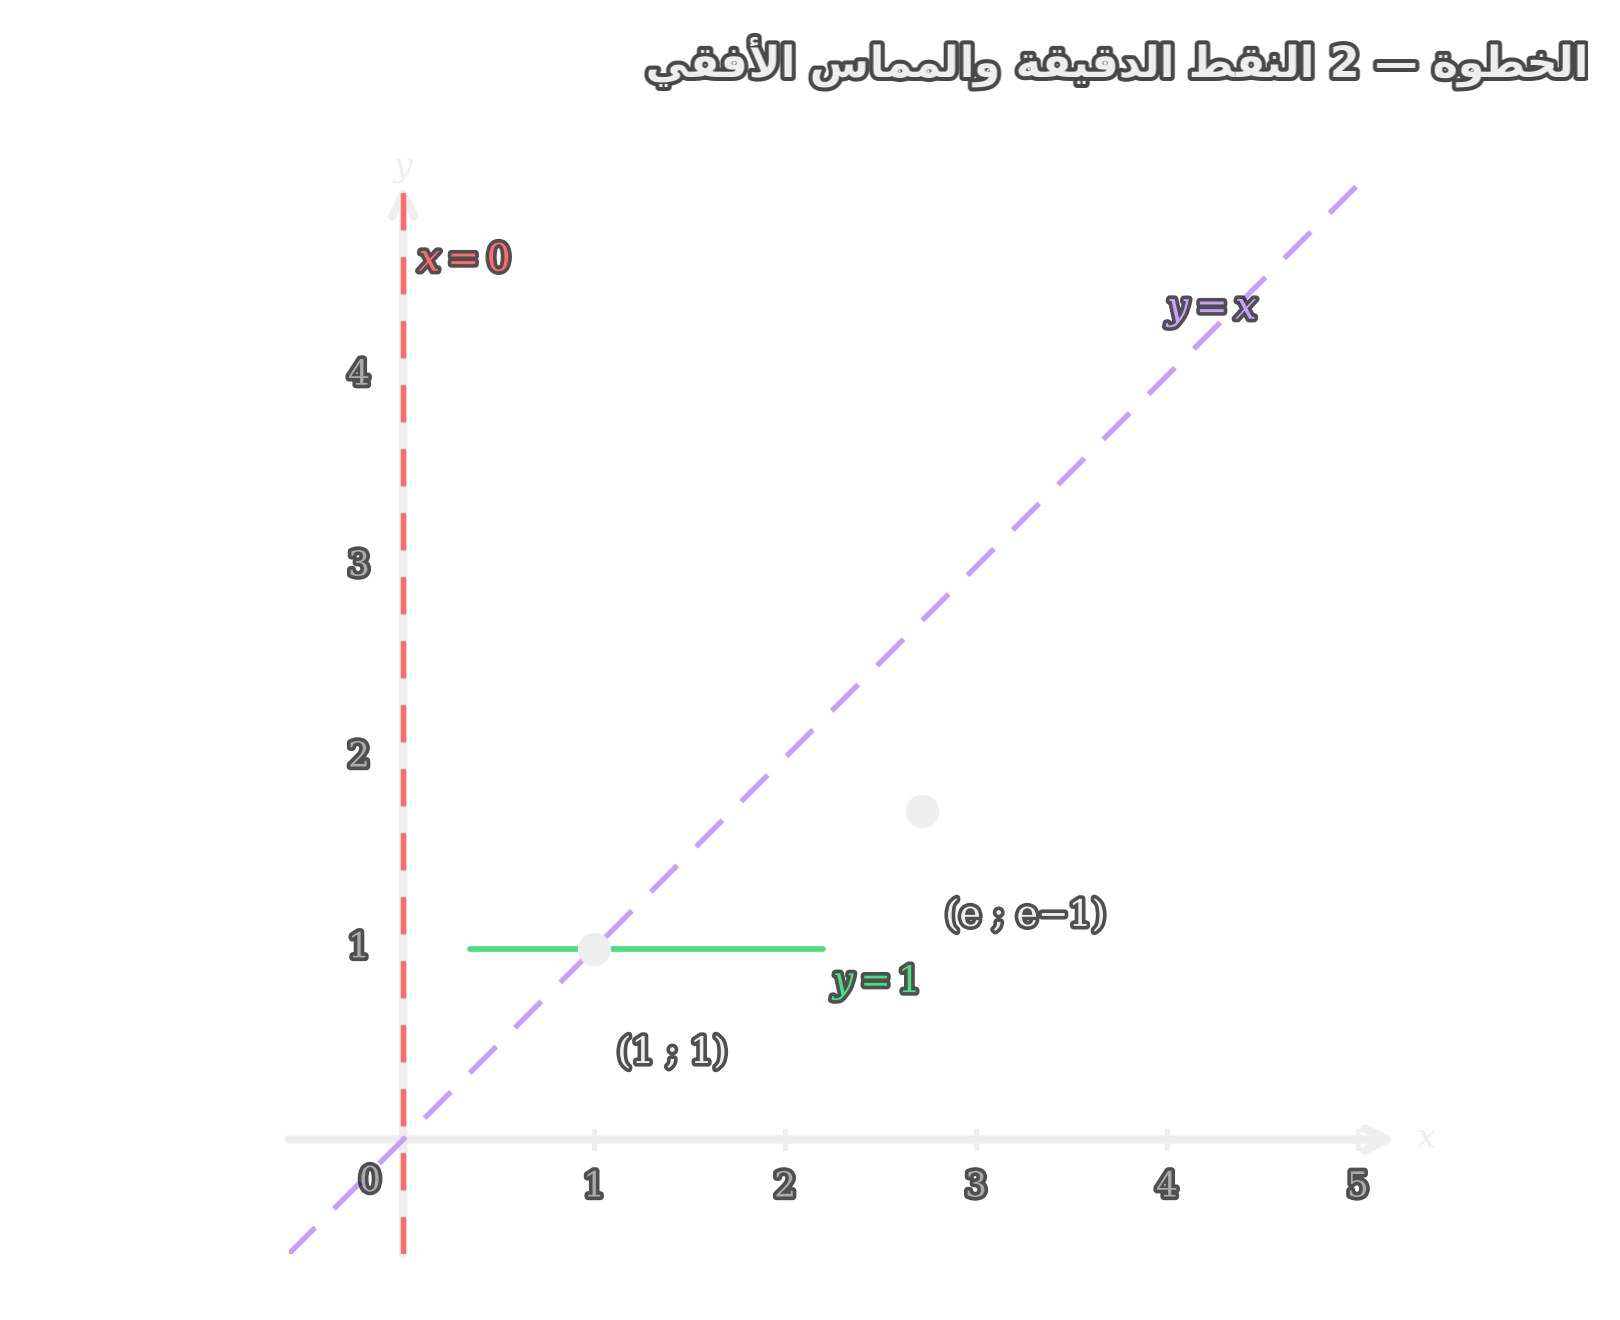 الخطوة — 2 النقط الدقيقة والمماس الأفقي
y
x=0
y=x
4
3
2
(e ; e−1)
1
y=1
(1 ; 1)
x
0 1 2 3 4 5